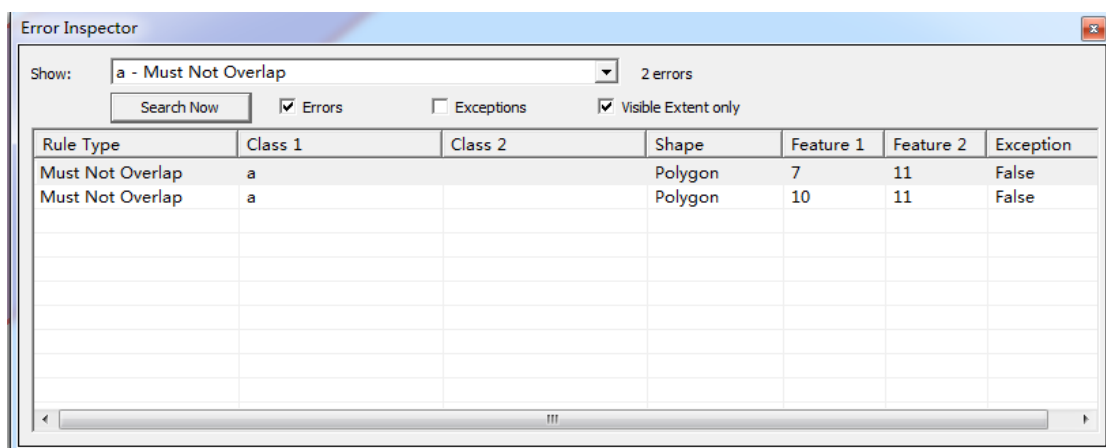 Error Inspector
Show: a - Must Not Overlap 2 errors
Search Now Errors Exceptions Visible Extent only
Rule Type Class 1 Class 2 Shape Feature 1 Feature 2 Exception
Must Not Overlap a Polygon 7 11 False
Must Not Overlap a Polygon 10 11 False